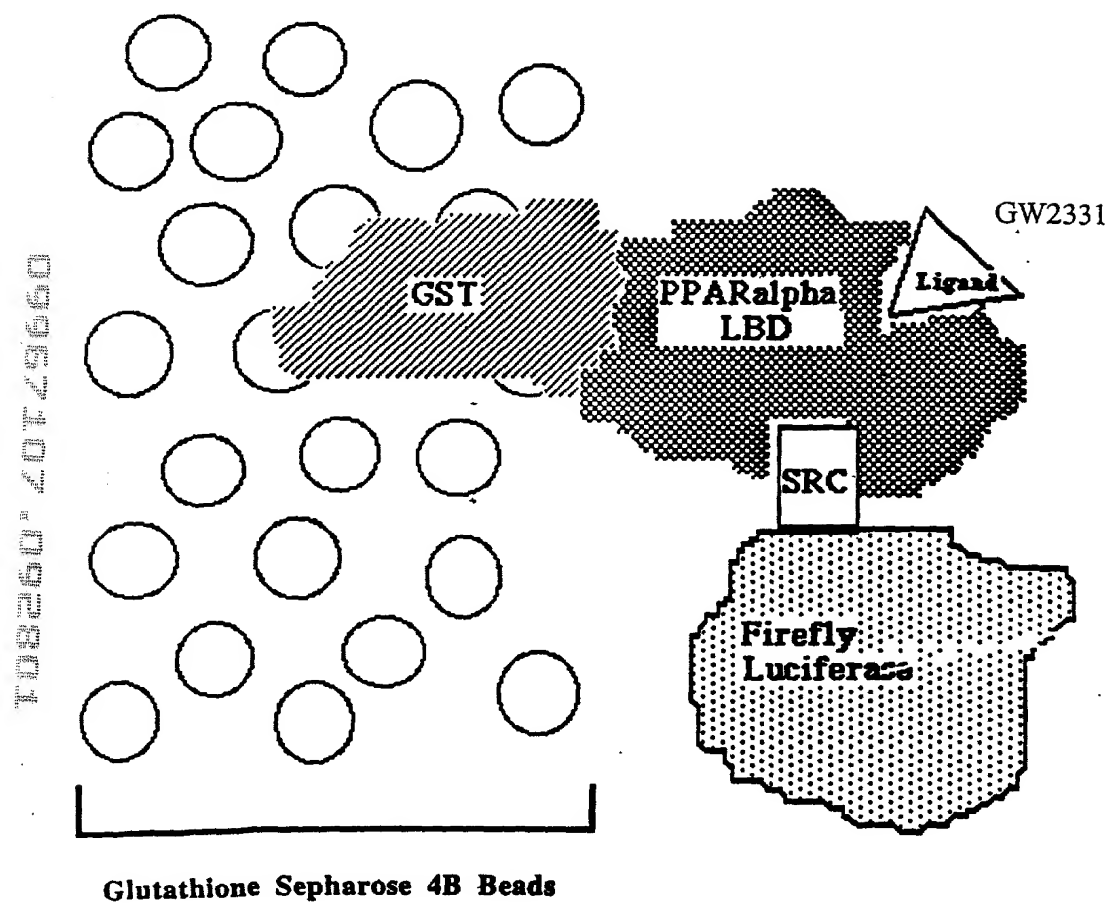 GW2331
Ligand
GST
PPARalpha
LBD
SRC
Firefly
Luciferase
Glutathione Sepharose 4B Beads